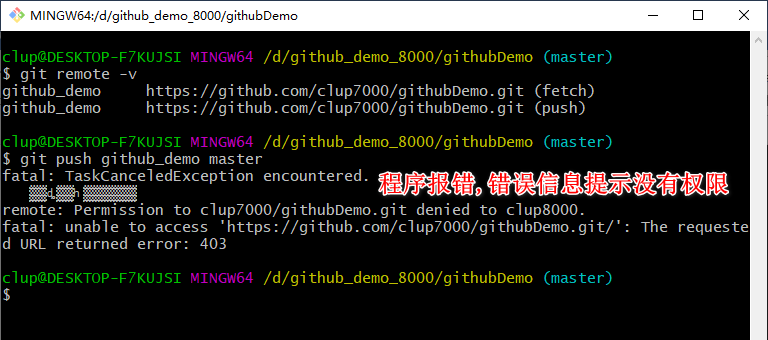 MINGW64:/d/github_demo_8000/githubDemo
clup@DESKTOP-F7KUJSI MINGW64 /d/github_demo_8000/githubDemo (master)
$ git remote -v
github_demo     https://github.com/clup7000/githubDemo.git (fetch)
github_demo     https://github.com/clup7000/githubDemo.git (push)
clup@DESKTOP-F7KUJSI MINGW64 /d/github_demo_8000/githubDemo (master)
$ git push github_demo master
fatal: TaskCanceledException encountered.
程序报错,错误信息提示没有权限
remote: Permission to clup7000/githubDemo.git denied to clup8000.
fatal: unable to access 'https://github.com/clup7000/githubDemo.git/': The requeste
d URL returned error: 403
clup@DESKTOP-F7KUJSI MINGW64 /d/github_demo_8000/githubDemo (master)
$